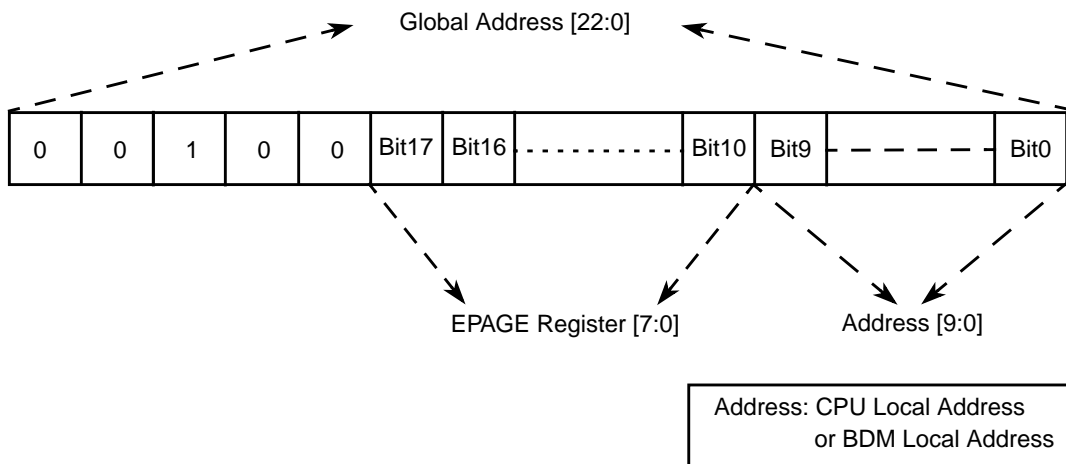 Global Address [22:0]
0 0 1 0 0 Bit17 Bit16 Bit10 Bit9 Bit0
EPAGE Register [7:0] Address [9:0]
Address: CPU Local Address
or BDM Local Address